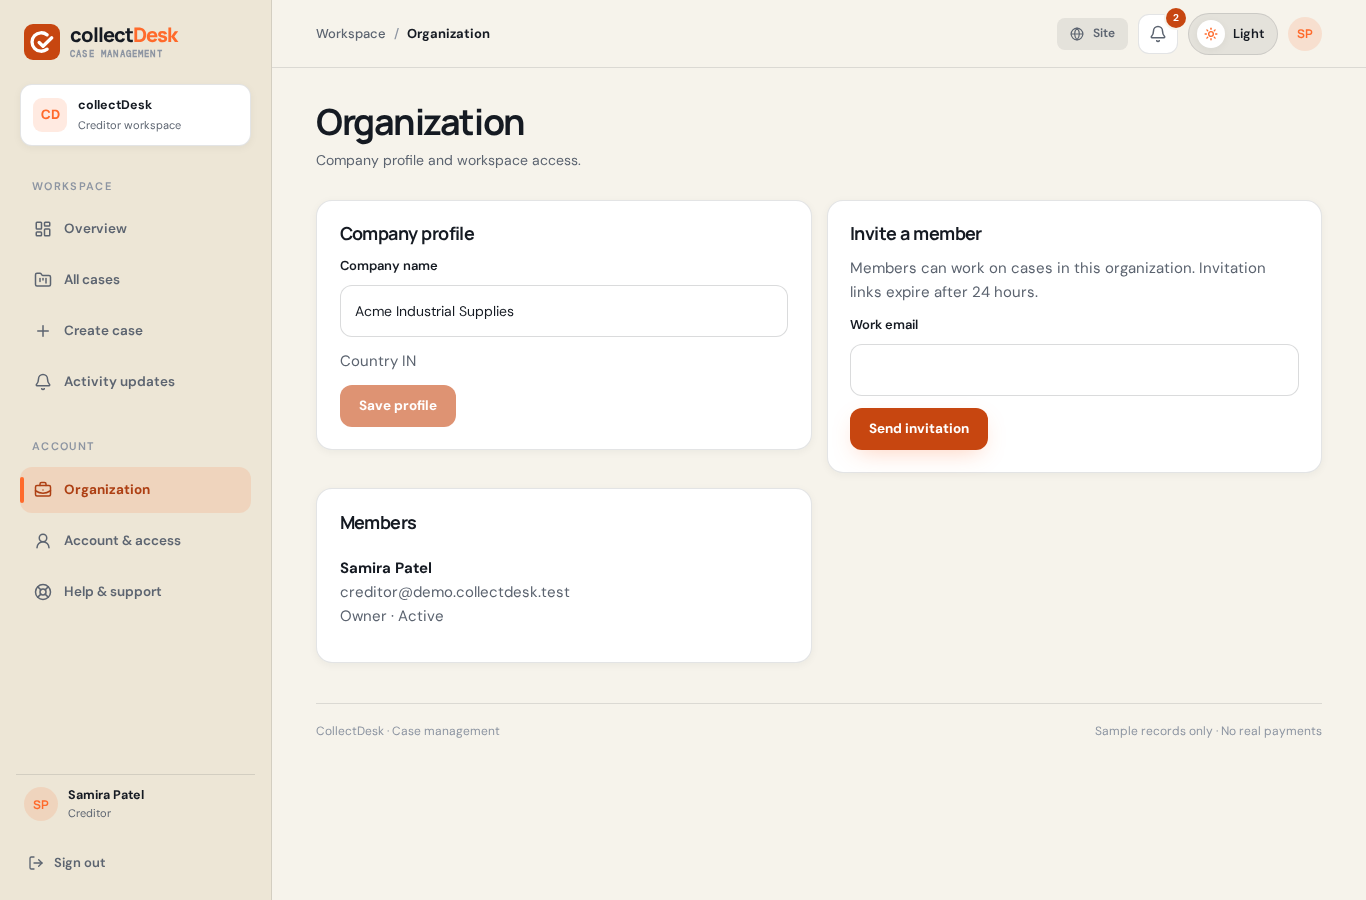 collectDesk
CASE MANAGEMENT
CD
collectDesk
Creditor workspace
WORKSPACE
Overview
All cases
Create case
Activity updates
ACCOUNT
Organization
Account & access
Help & support
SP
Samira Patel
Creditor
Sign out
Workspace / Organization
Site
2
Light
SP
Organization
Company profile and workspace access.
Company profile
Company name
Acme Industrial Supplies
Country IN
Save profile
Invite a member
Members can work on cases in this organization. Invitation
links expire after 24 hours.
Work email
Send invitation
Members
Samira Patel
creditor@demo.collectdesk.test
Owner · Active
CollectDesk · Case management
Sample records only · No real payments